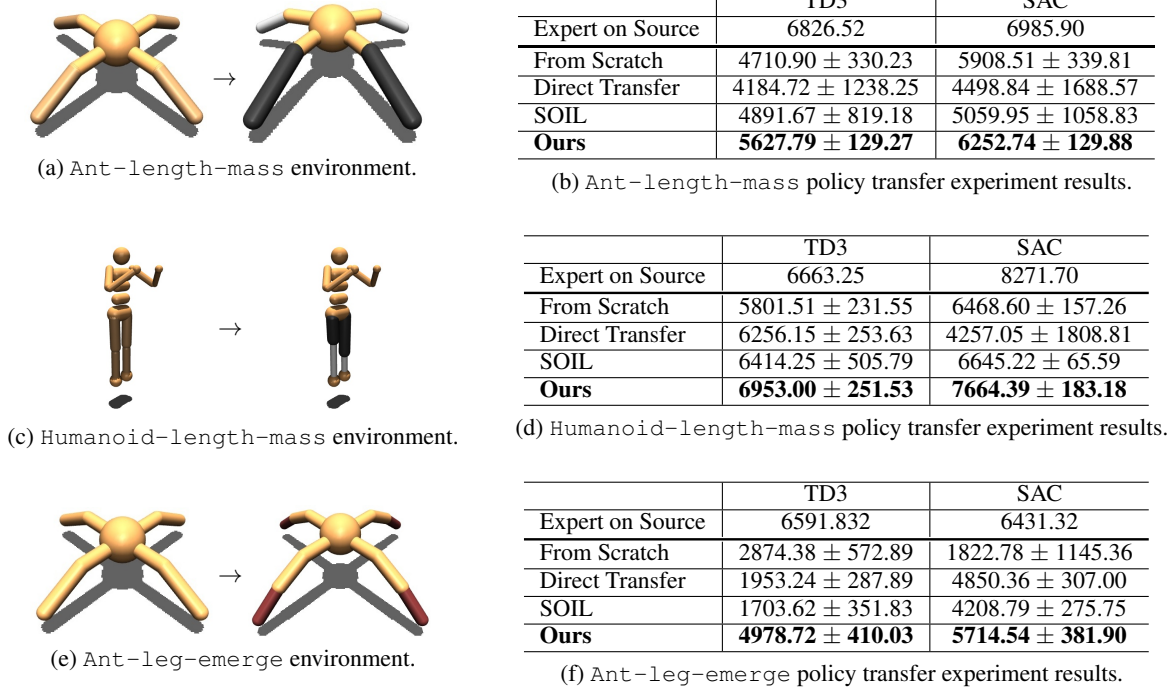 →
(a) Ant-length-mass environment.
TD3 SAC
Expert on Source 6826.52 6985.90
From Scratch 4710.90 ± 330.23 5908.51 ± 339.81
Direct Transfer 4184.72 ± 1238.25 4498.84 ± 1688.57
SOIL 4891.67 ± 819.18 5059.95 ± 1058.83
Ours 5627.79 ± 129.27 6252.74 ± 129.88
(b) Ant-length-mass policy transfer experiment results.
→
(c) Humanoid-length-mass environment.
TD3 SAC
Expert on Source 6663.25 8271.70
From Scratch 5801.51 ± 231.55 6468.60 ± 157.26
Direct Transfer 6256.15 ± 253.63 4257.05 ± 1808.81
SOIL 6414.25 ± 505.79 6645.22 ± 65.59
Ours 6953.00 ± 251.53 7664.39 ± 183.18
(d) Humanoid-length-mass policy transfer experiment results.
→
(e) Ant-leg-emerge environment.
TD3 SAC
Expert on Source 6591.832 6431.32
From Scratch 2874.38 ± 572.89 1822.78 ± 1145.36
Direct Transfer 1953.24 ± 287.89 4850.36 ± 307.00
SOIL 1703.62 ± 351.83 4208.79 ± 275.75
Ours 4978.72 ± 410.03 5714.54 ± 381.90
(f) Ant-leg-emerge policy transfer experiment results.